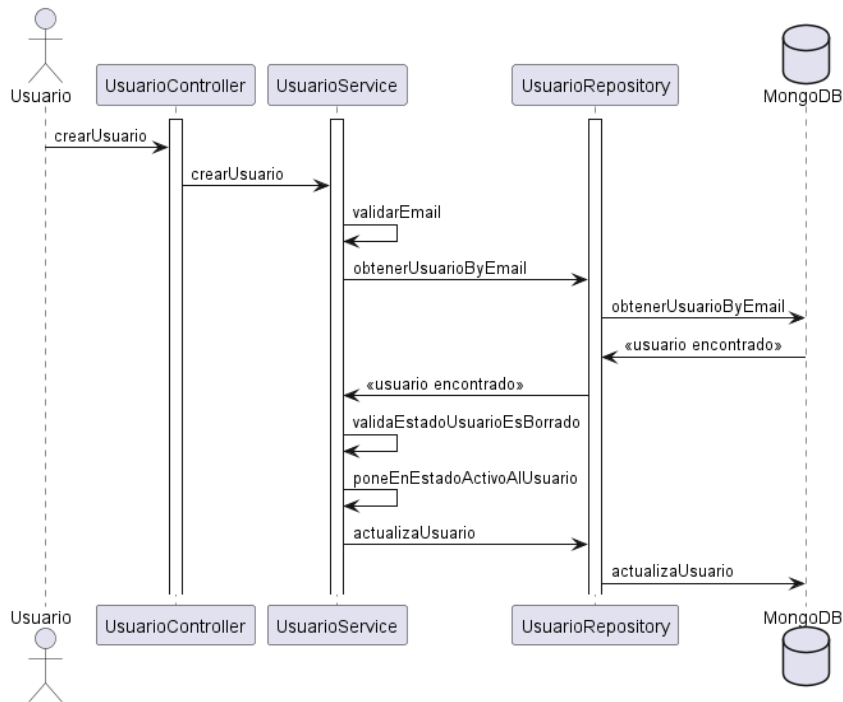 Usuario
UsuarioController
UsuarioService
UsuarioRepository
MongoDB
crearUsuario
crearUsuario
validarEmail
obtenerUsuarioByEmail
obtenerUsuarioByEmail
«usuario encontrado»
«usuario encontrado»
validaEstadoUsuarioEsBorrado
poneEnEstadoActivoAlUsuario
actualizaUsuario
actualizaUsuario
Usuario
UsuarioController
UsuarioService
UsuarioRepository
MongoDB